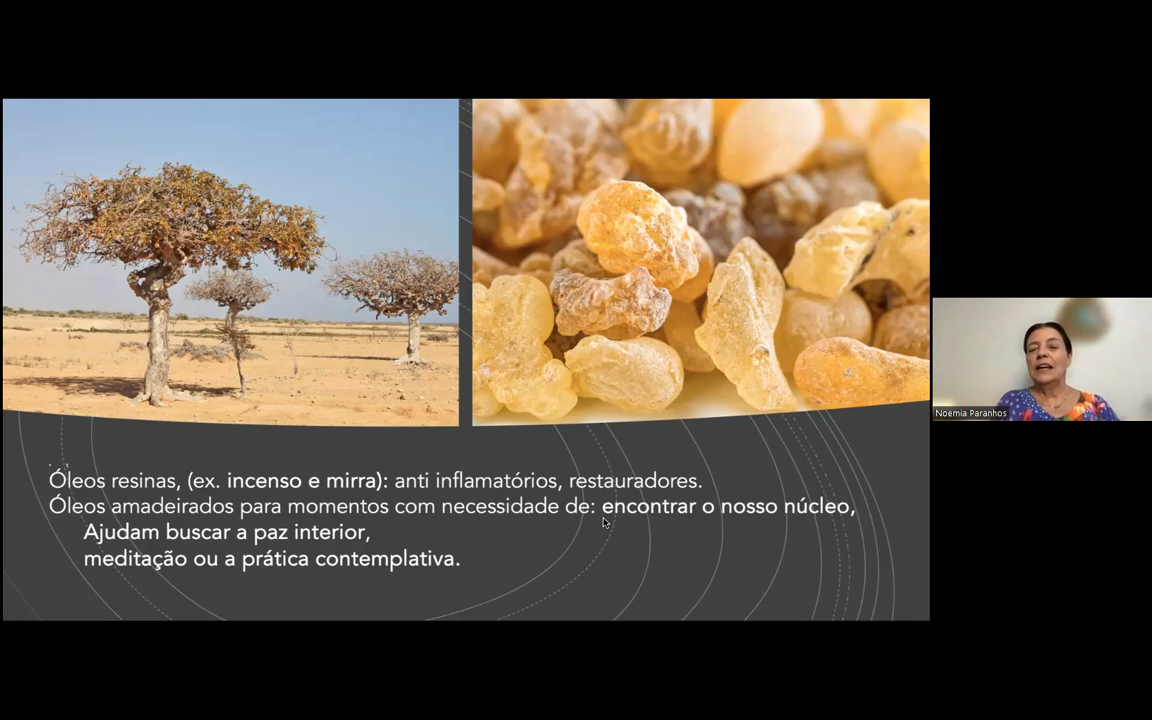 Óleos resinas, (ex. incenso e mirra): anti inflamatórios, restauradores.
Óleos amadeirados para momentos com necessidade de: encontrar o nosso núcleo,
Ajudam buscar a paz interior,
meditação ou a prática contemplativa.
Noemia Paranhos